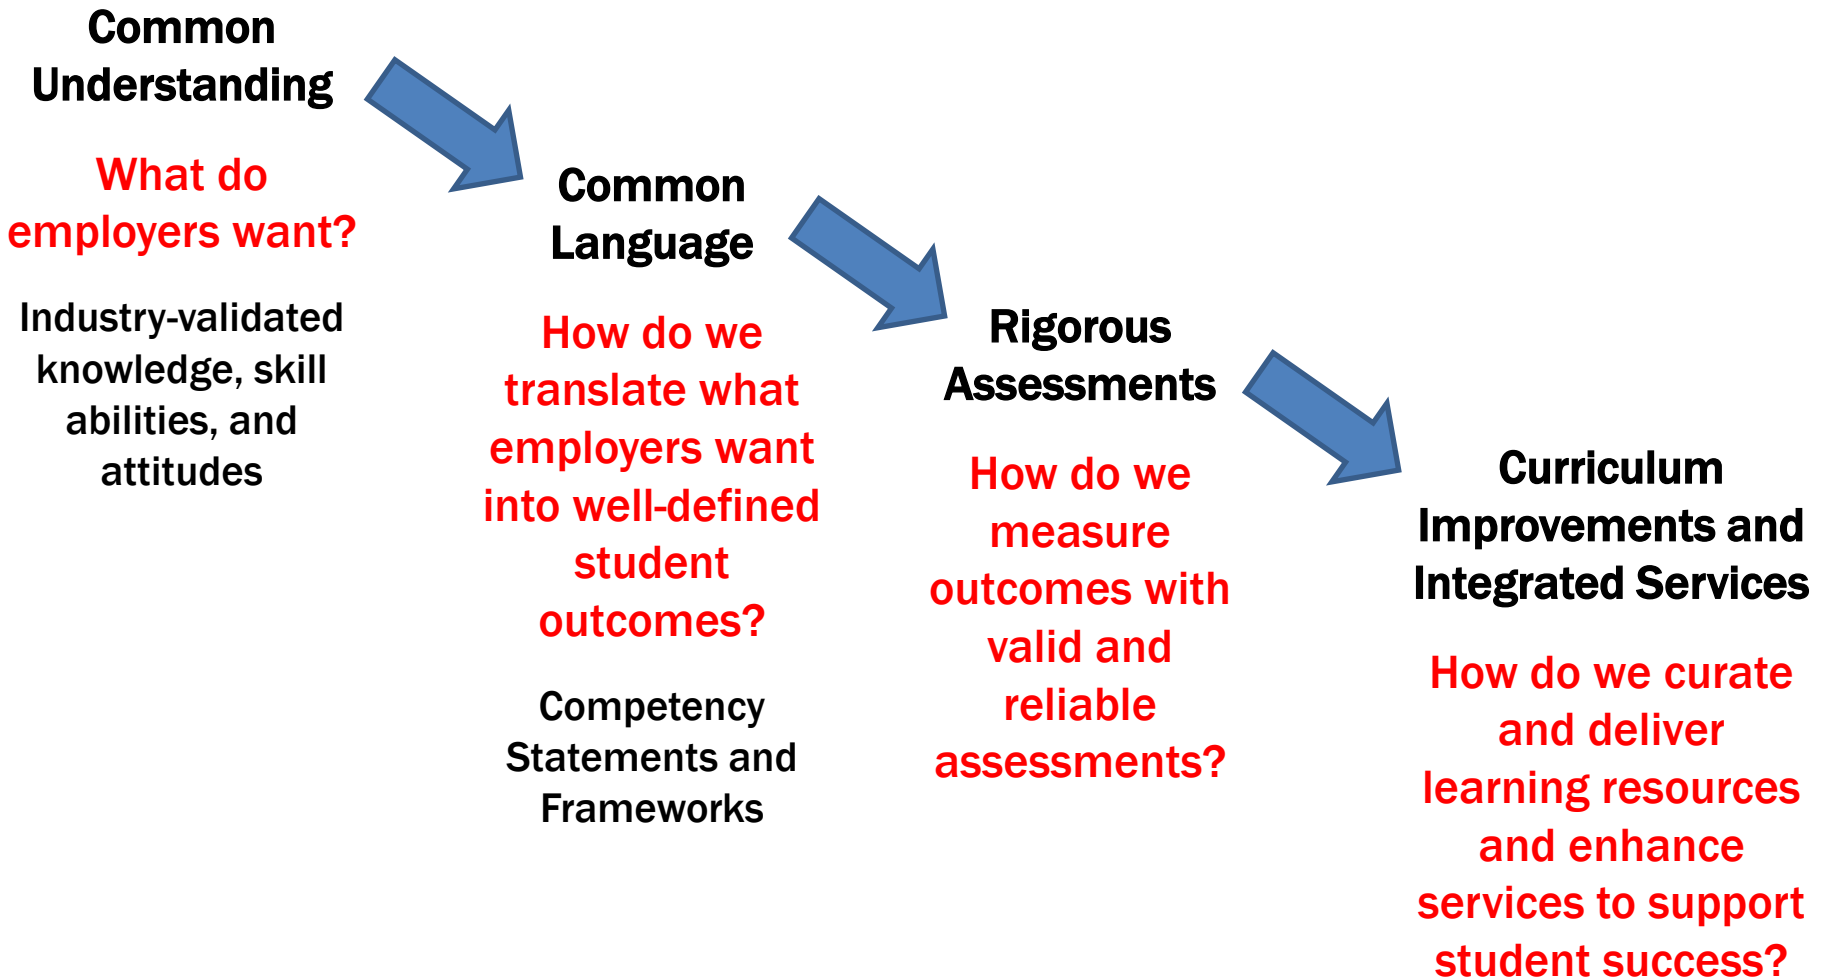 Common
Understanding
What do
employers want?
Industry-validated
knowledge, skill
abilities, and
attitudes
Common
Language
How do we
translate what
employers want
into well-defined
student
outcomes?
Competency
Statements and
Frameworks
Rigorous
Assessments
How do we
measure
outcomes with
valid and
reliable
assessments?
Curriculum
Improvements and
Integrated Services
How do we curate
and deliver
learning resources
and enhance
services to support
student success?